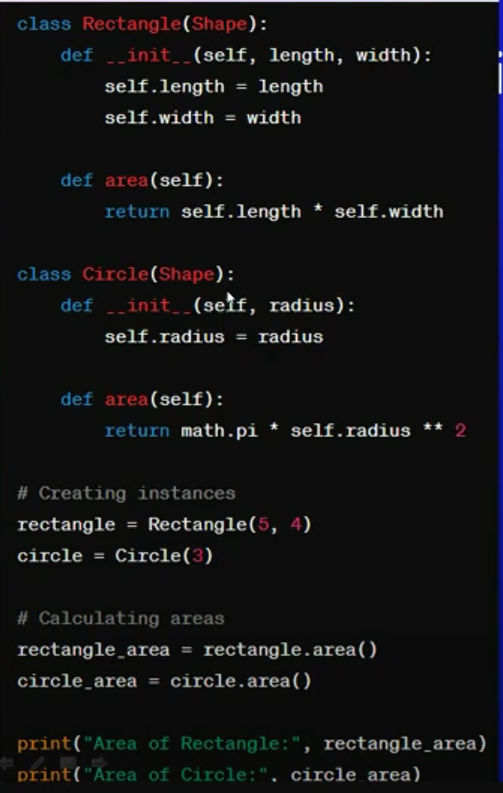 class Rectangle(Shape):
    def __init__(self, length, width):
        self.length = length
        self.width = width

    def area(self):
        return self.length * self.width

class Circle(Shape):
    def __init__(self, radius):
        self.radius = radius

    def area(self):
        return math.pi * self.radius ** 2

# Creating instances
rectangle = Rectangle(5, 4)
circle = Circle(3)

# Calculating areas
rectangle_area = rectangle.area()
circle_area = circle.area()

print("Area of Rectangle:", rectangle_area)
print("Area of Circle:", circle_area)